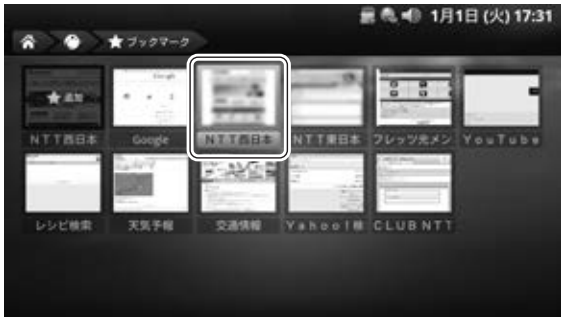 1月1日 (火) 17:31
ブックマーク
追加
NTT西日本
Google
NTT西日本
NTT東日本
フレッツ光メン
YouTube
レシピ検索
天気予報
交通情報
Yahoo!検
CLUB NTT